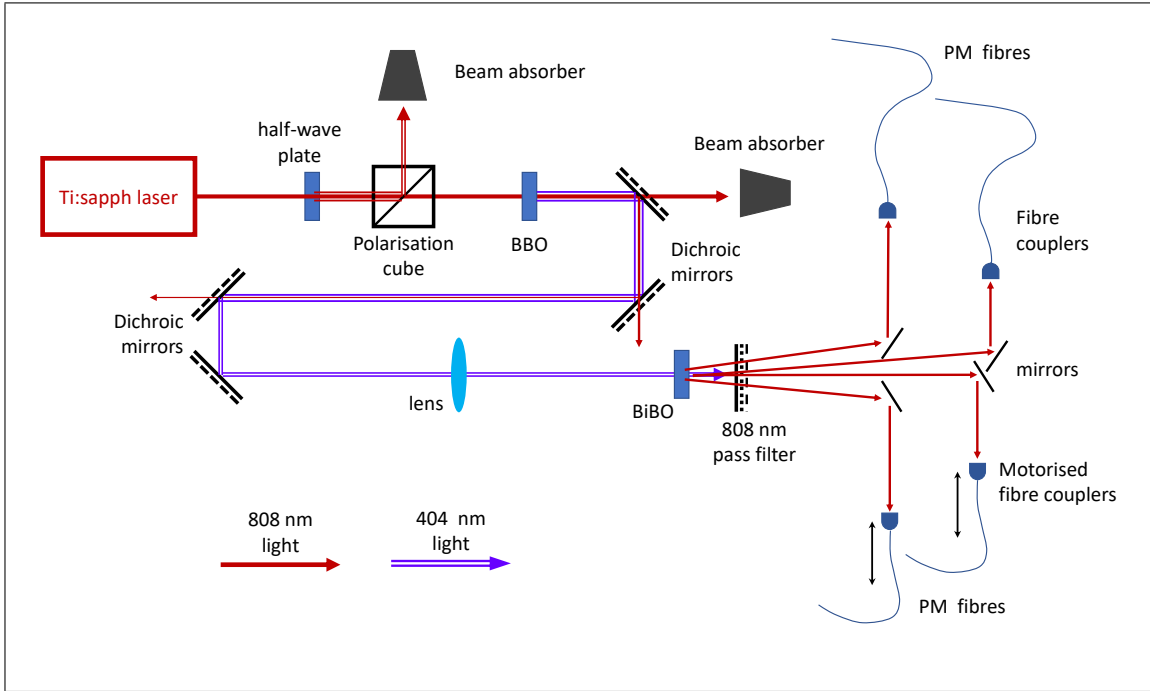 PM  fibres
Beam absorber
half-wave
plate
Beam absorber
Ti:sapph laser
Polarisation
cube
BBO
Dichroic
mirrors
Fibre
couplers
Dichroic
mirrors
lens
BiBO
mirrors
808 nm
pass filter
Motorised
fibre couplers
808 nm
light
404  nm
light
PM  fibres